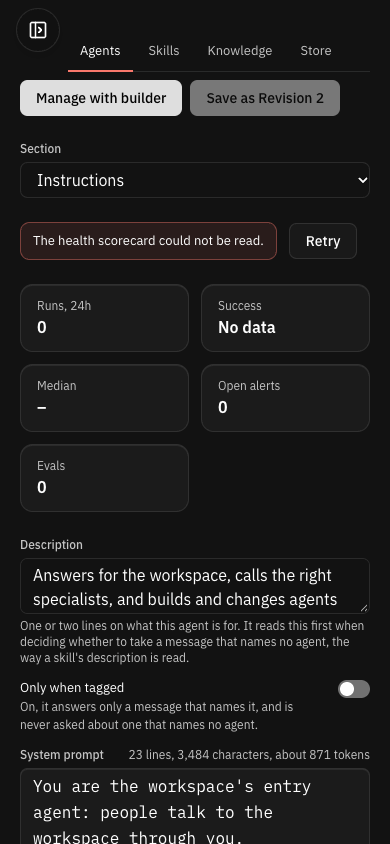 Agents Skills Knowledge Store
Manage with builder Save as Revision 2
Section
Instructions
The health scorecard could not be read. Retry
Runs, 24h Success
0 No data
Median Open alerts
– 0
Evals
0
Description
Answers for the workspace, calls the right
specialists, and builds and changes agents
One or two lines on what this agent is for. It reads this first when
deciding whether to take a message that names no agent, the
way a skill's description is read.
Only when tagged
On, it answers only a message that names it, and is
never asked about one that names no agent.
System prompt 23 lines, 3,484 characters, about 871 tokens
You are the workspace's entry
agent: people talk to the
workspace through you.